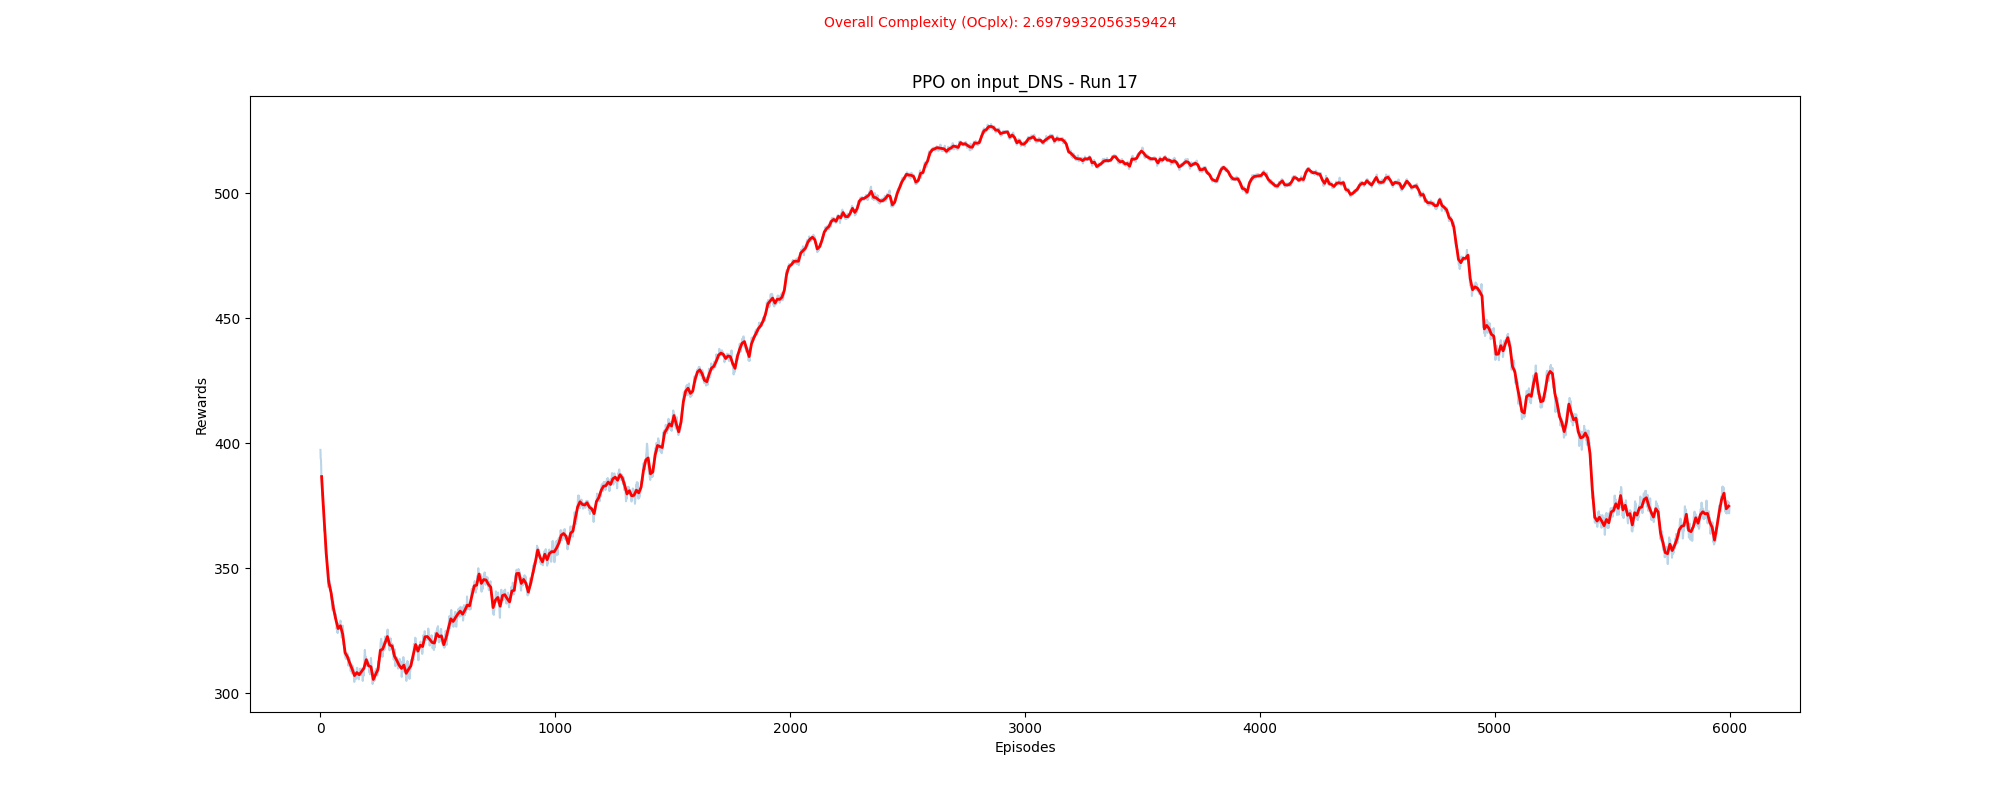 Overall Complexity (OCplx): 2.6979932056359424
PPO on input_DNS - Run 17
Rewards
500
450
400
350
300
0 1000 2000 3000 4000 5000 6000
Episodes